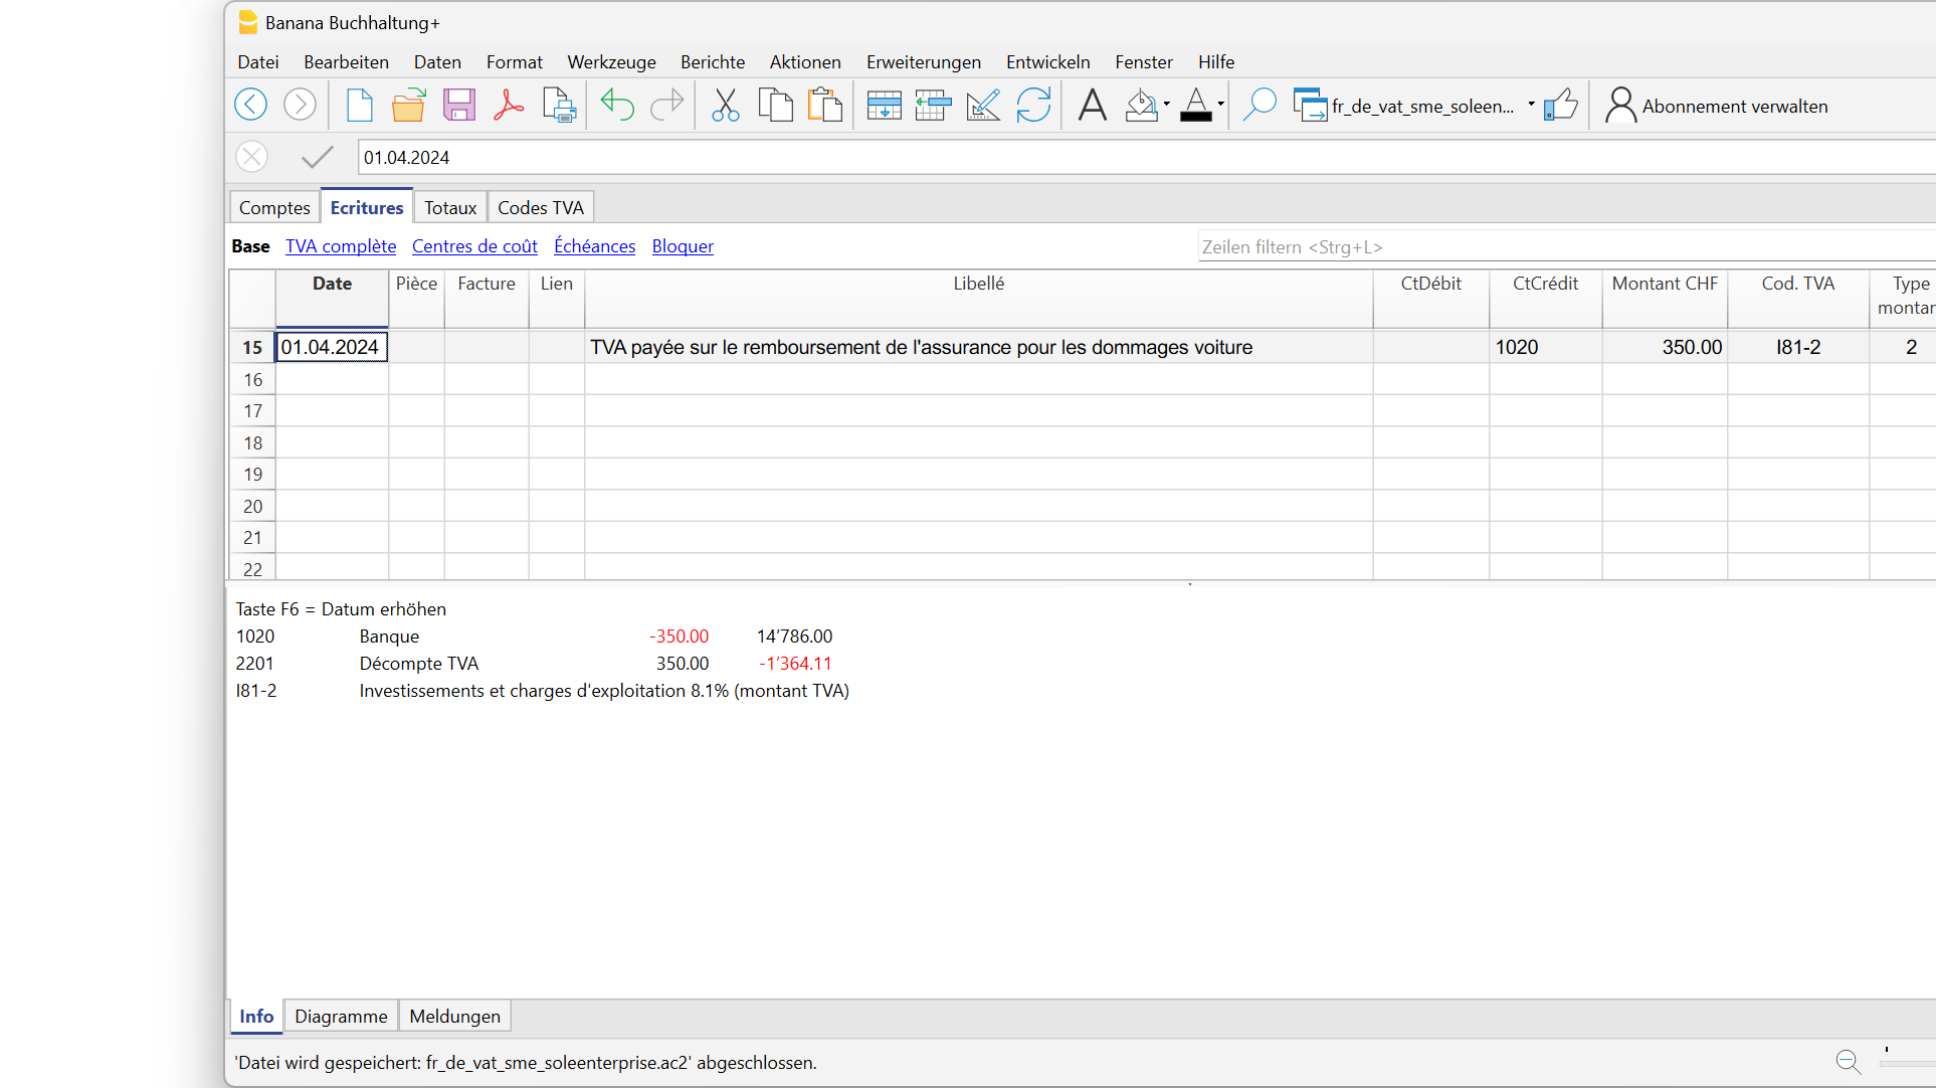 Banana Buchhaltung+
Datei Bearbeiten Daten Format Werkzeuge Berichte Aktionen Erweiterungen Entwickeln Fenster Hilfe
fr_de_vat_sme_soleen... Abonnement verwalten
01.04.2024
Comptes Ecritures Totaux Codes TVA
Base TVA complète Centres de coût Échéances Bloquer Zeilen filtern <Strg+L>
Date Pièce Facture Lien Libellé CtDébit CtCrédit Montant CHF Cod. TVA Type
montan
15 01.04.2024 TVA payée sur le remboursement de l'assurance pour les dommages voiture 1020 350.00 I81-2 2
16
17
18
19
20
21
22
Taste F6 = Datum erhöhen
1020 Banque -350.00 14’786.00
2201 Décompte TVA 350.00 -1’364.11
I81-2 Investissements et charges d'exploitation 8.1% (montant TVA)
Info Diagramme Meldungen
'Datei wird gespeichert: fr_de_vat_sme_soleenterprise.ac2' abgeschlossen.